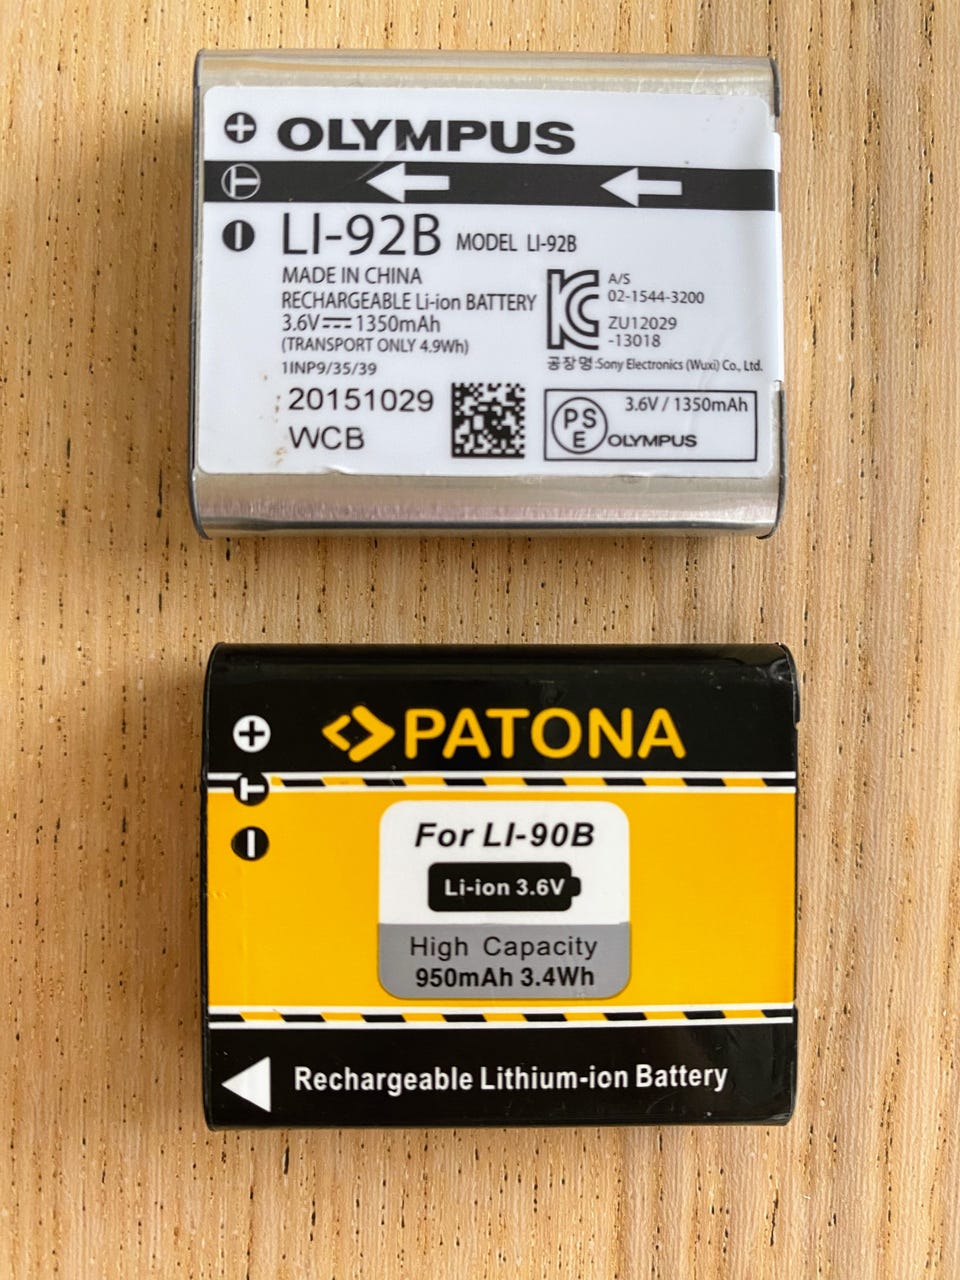 OLYMPUS
LI-92B MODEL LI-92B
MADE IN CHINA
RECHARGEABLE Li-ion BATTERY
3.6V⎓1350mAh
(TRANSPORT ONLY 4.9Wh)
1INP9/35/39
20151029
WCB
A/S
02-1544-3200
ZU12029
-13018
공장명:Sony Electronics (Wuxi) Co., Ltd.
PS
E
3.6V / 1350mAh
OLYMPUS
PATONA
For LI-90B
Li-ion 3.6V
High Capacity
950mAh 3.4Wh
Rechargeable Lithium-ion Battery